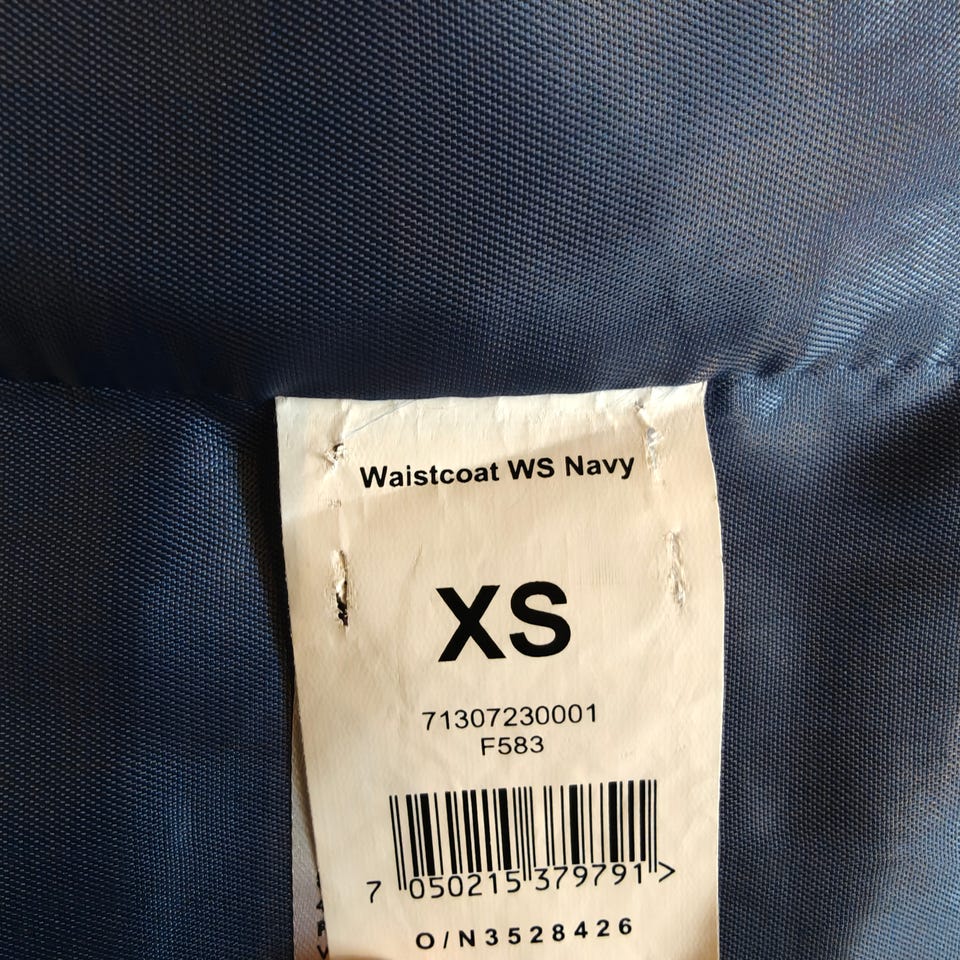 Waistcoat WS Navy
XS
71307230001
F583
7 050215 379791 >
O/N3528426